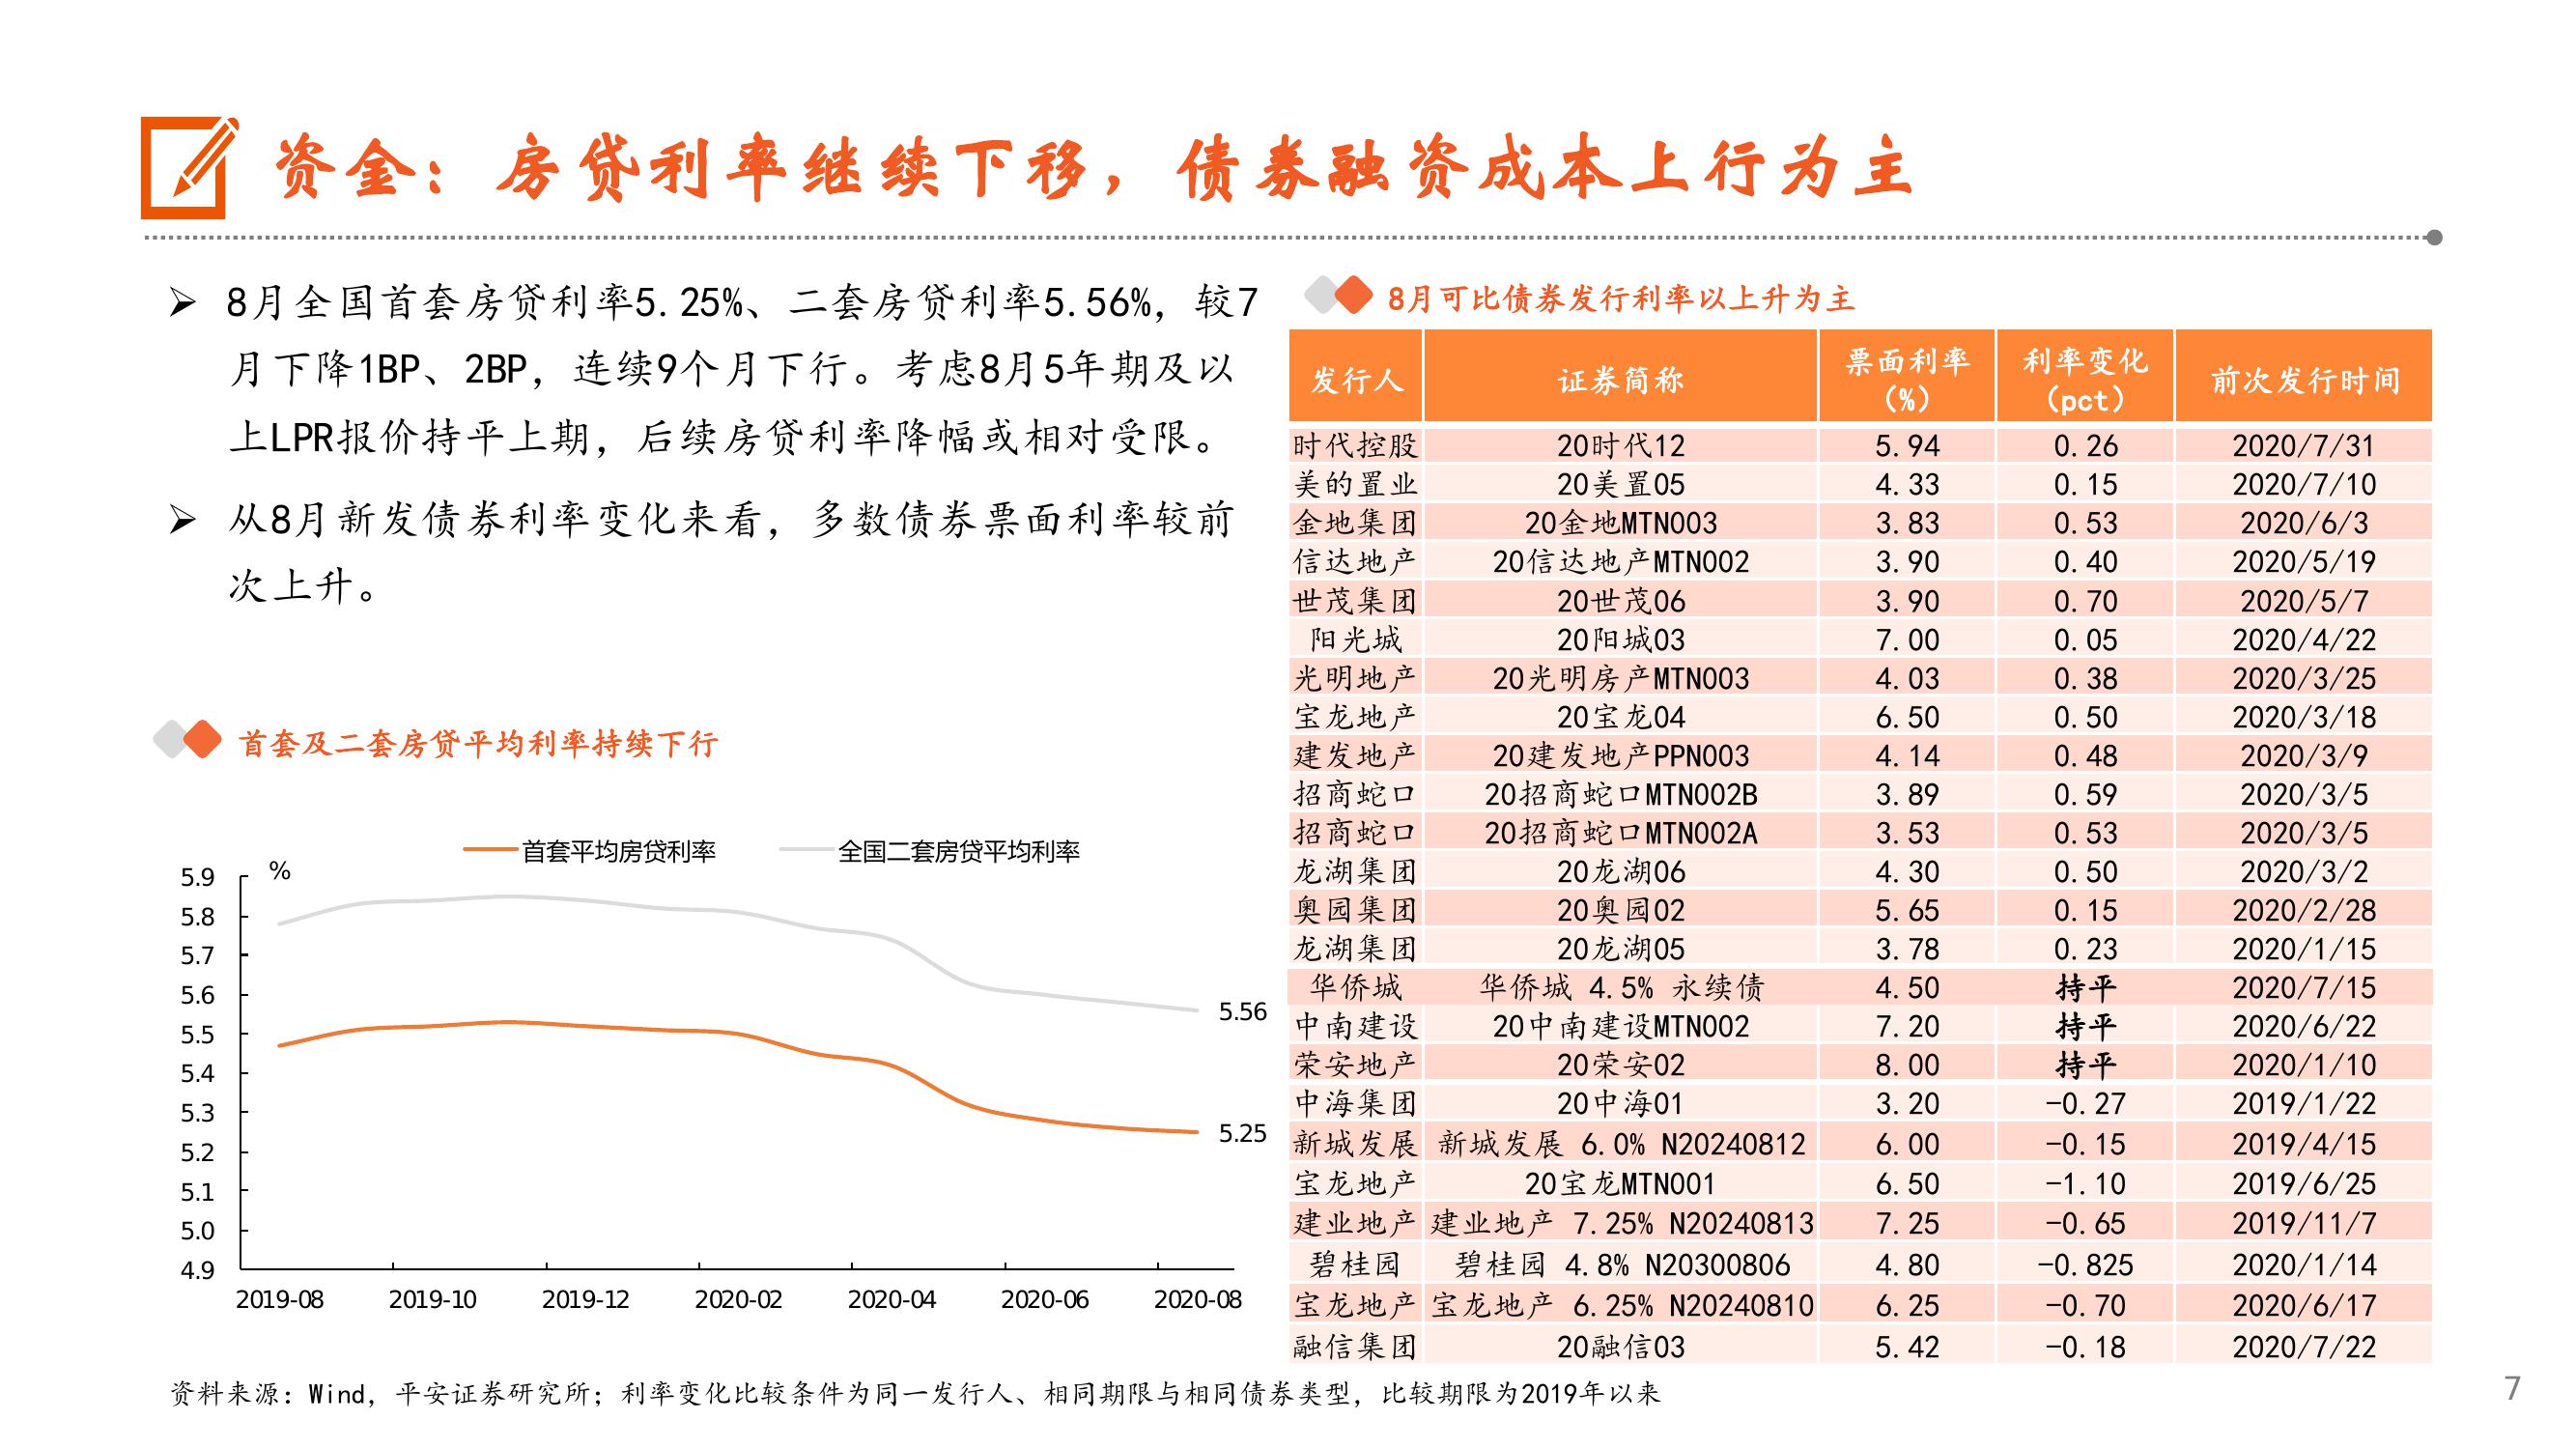 资金：房贷利率继续下移，债券融资成本上行为主
➢ 8月全国首套房贷利率5.25%、二套房贷利率5.56%，较7
月下降1BP、2BP，连续9个月下行。考虑8月5年期及以
上LPR报价持平上期，后续房贷利率降幅或相对受限。
➢ 从8月新发债券利率变化来看，多数债券票面利率较前
次上升。
首套及二套房贷平均利率持续下行
首套平均房贷利率 全国二套房贷平均利率
%
5.9
5.8
5.7
5.6
5.5
5.4
5.3
5.2
5.1
5.0
4.9
5.56
5.25
2019-08 2019-10 2019-12 2020-02 2020-04 2020-06 2020-08
8月可比债券发行利率以上升为主
发行人 证券简称 票面利率（%） 利率变化（pct） 前次发行时间
时代控股 20时代12 5.94 0.26 2020/7/31
美的置业 20美置05 4.33 0.15 2020/7/10
金地集团 20金地MTN003 3.83 0.53 2020/6/3
信达地产 20信达地产MTN002 3.90 0.40 2020/5/19
世茂集团 20世茂06 3.90 0.70 2020/5/7
阳光城 20阳城03 7.00 0.05 2020/4/22
光明地产 20光明房产MTN003 4.03 0.38 2020/3/25
宝龙地产 20宝龙04 6.50 0.50 2020/3/18
建发地产 20建发地产PPN003 4.14 0.48 2020/3/9
招商蛇口 20招商蛇口MTN002B 3.89 0.59 2020/3/5
招商蛇口 20招商蛇口MTN002A 3.53 0.53 2020/3/5
龙湖集团 20龙湖06 4.30 0.50 2020/3/2
奥园集团 20奥园02 5.65 0.15 2020/2/28
龙湖集团 20龙湖05 3.78 0.23 2020/1/15
华侨城 华侨城 4.5% 永续债 4.50 持平 2020/7/15
中南建设 20中南建设MTN002 7.20 持平 2020/6/22
荣安地产 20荣安02 8.00 持平 2020/1/10
中海集团 20中海01 3.20 -0.27 2019/1/22
新城发展 新城发展 6.0% N20240812 6.00 -0.15 2019/4/15
宝龙地产 20宝龙MTN001 6.50 -1.10 2019/6/25
建业地产 建业地产 7.25% N20240813 7.25 -0.65 2019/11/7
碧桂园 碧桂园 4.8% N20300806 4.80 -0.825 2020/1/14
宝龙地产 宝龙地产 6.25% N20240810 6.25 -0.70 2020/6/17
融信集团 20融信03 5.42 -0.18 2020/7/22
资料来源：Wind，平安证券研究所；利率变化比较条件为同一发行人、相同期限与相同债券类型，比较期限为2019年以来
7